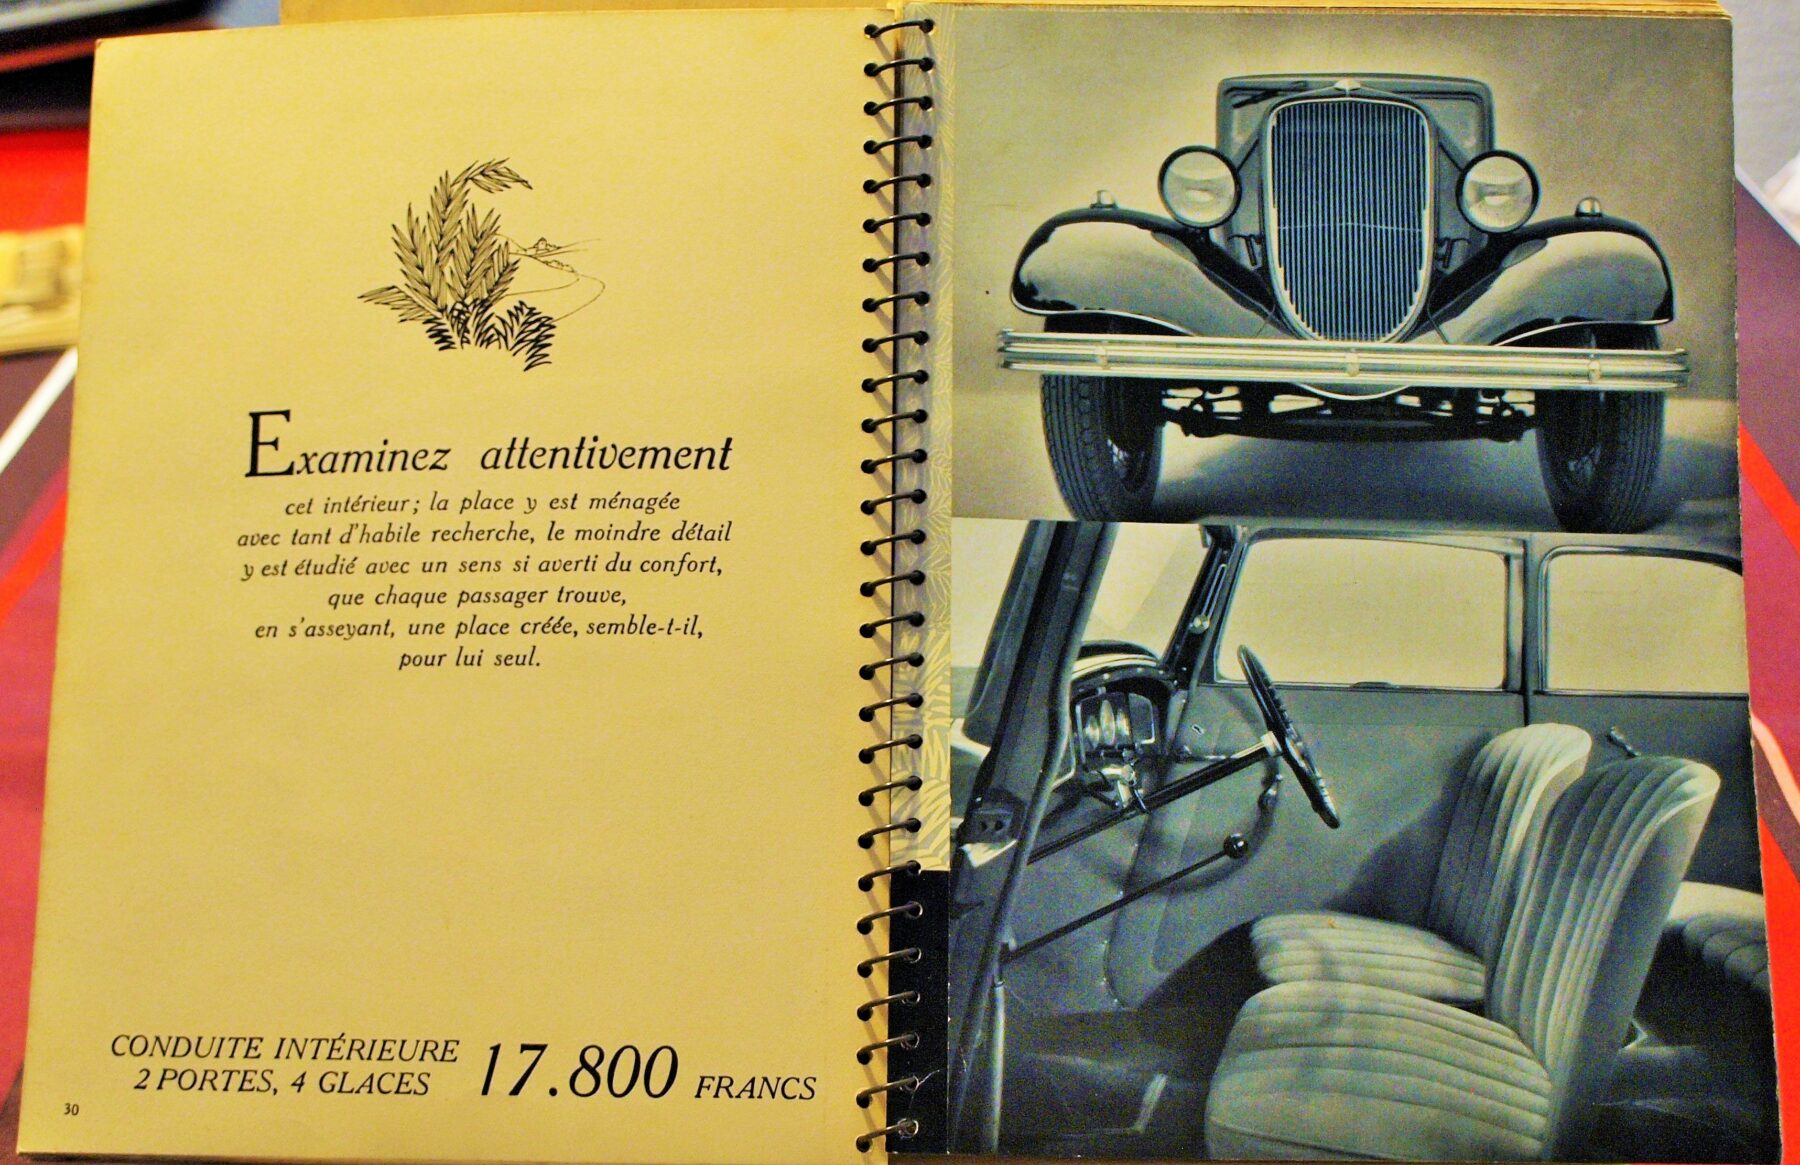 Examinez attentivement
cet intérieur; la place y est ménagée
avec tant d'habile recherche, le moindre détail
y est étudié avec un sens si averti du confort,
que chaque passager trouve,
en s'asseyant, une place créée, semble-t-il,
pour lui seul.
CONDUITE INTÉRIEURE
2 PORTES, 4 GLACES
17.800 FRANCS
30